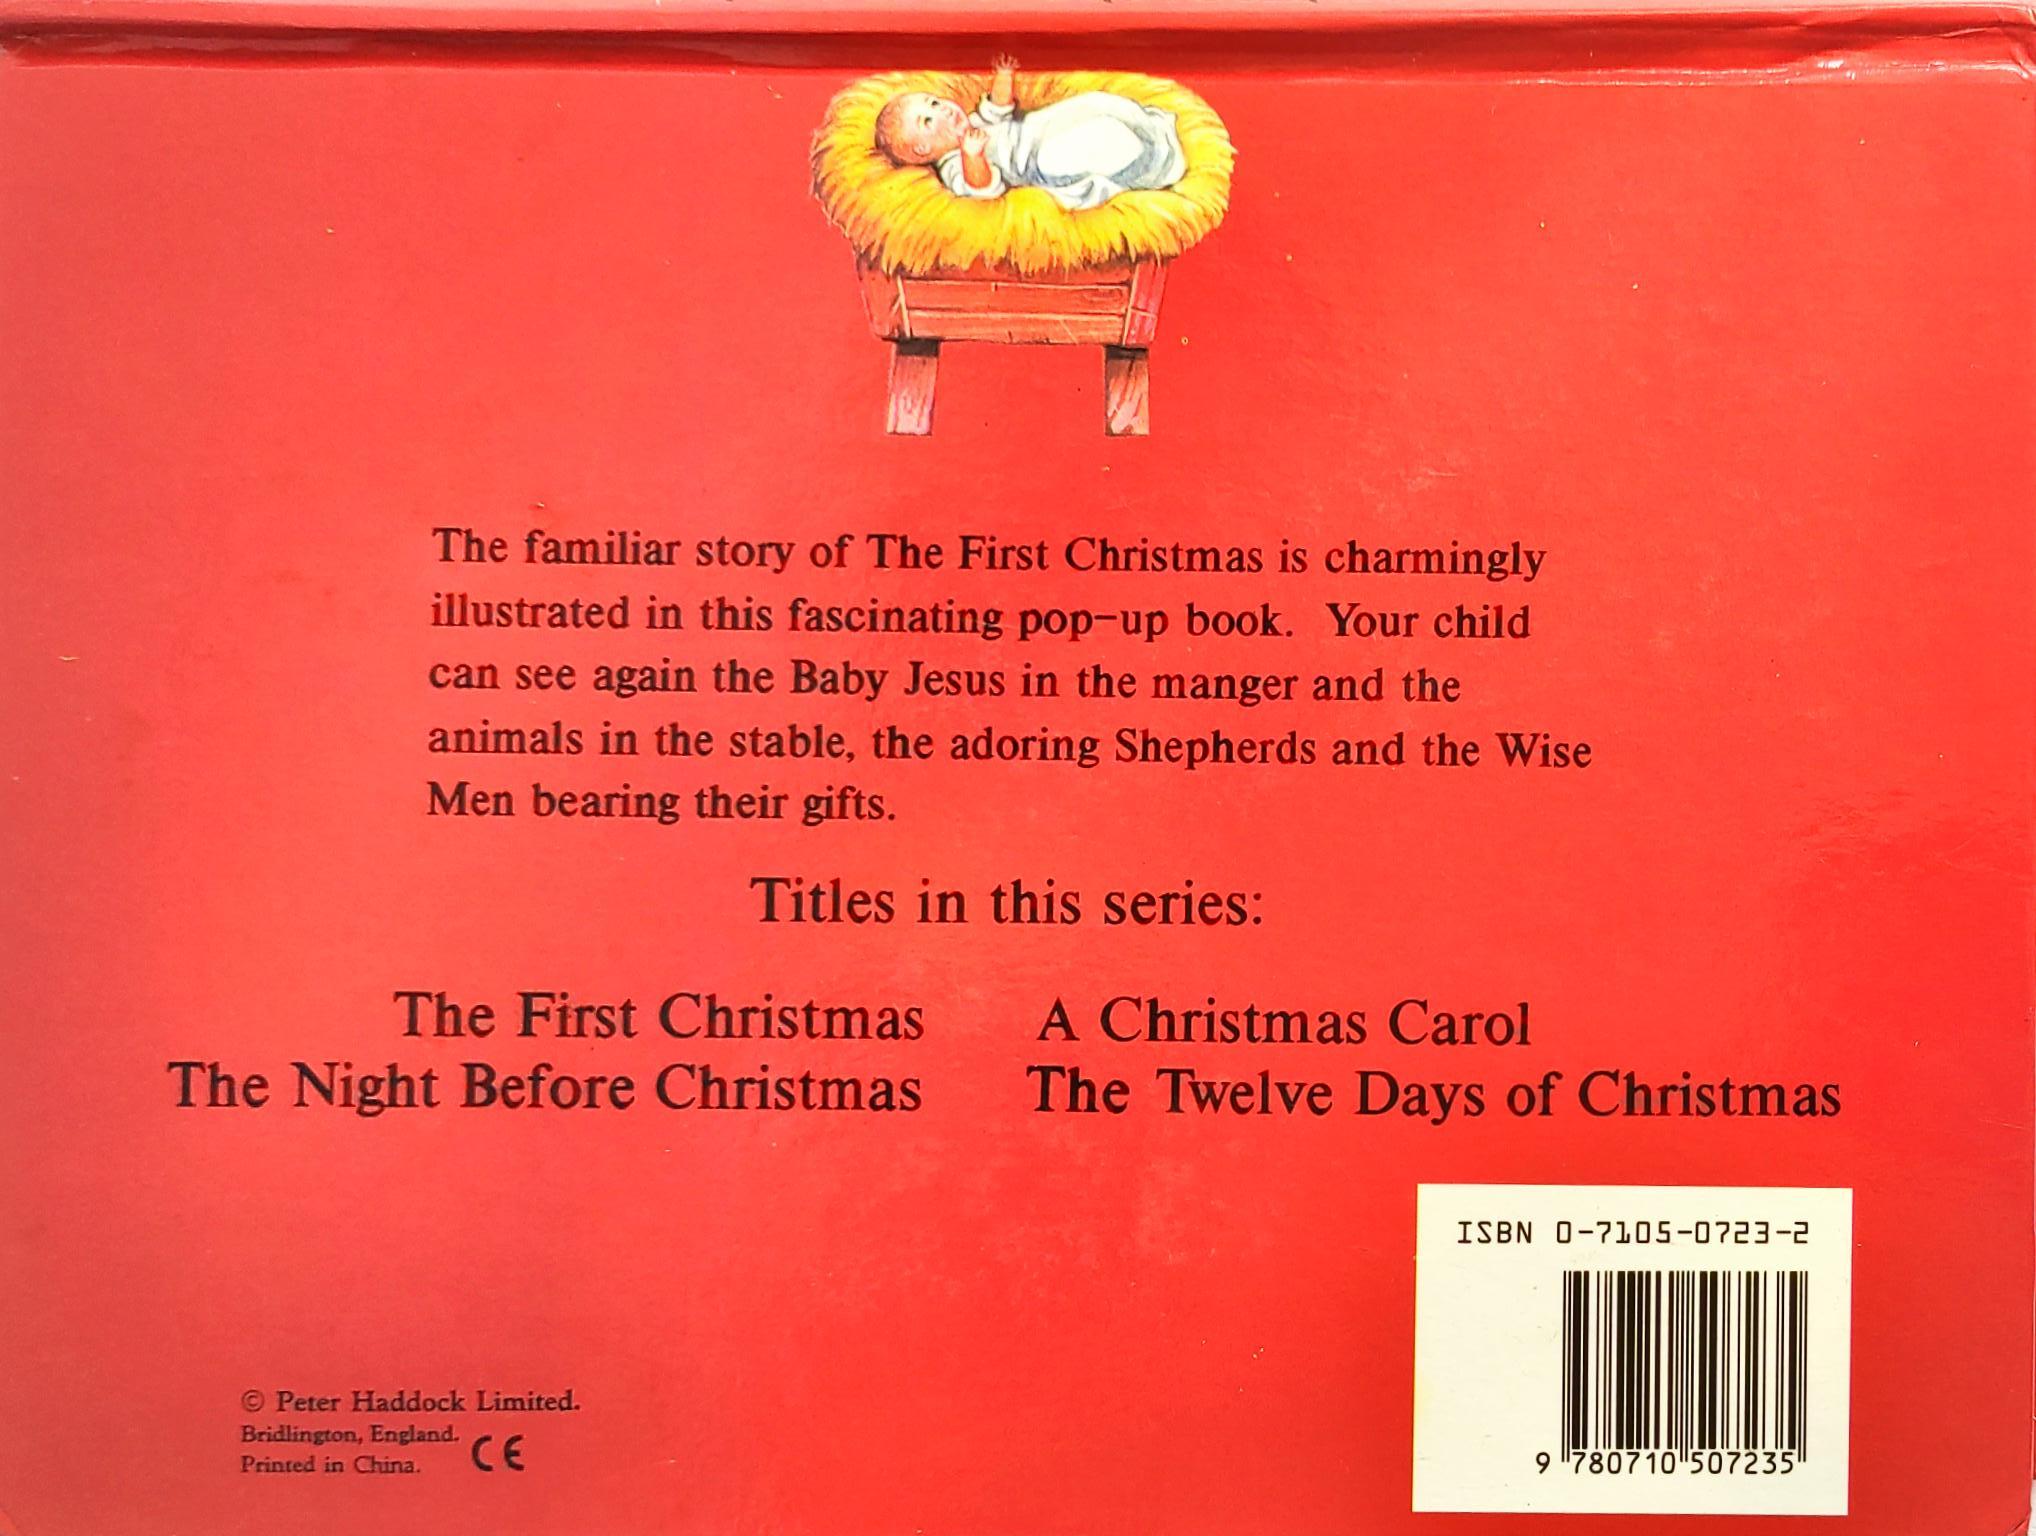 The familiar story of The First Christmas is charmingly
illustrated in this fascinating pop-up book. Your child
can see again the Baby Jesus in the manger and the
animals in the stable, the adoring Shepherds and the Wise
Men bearing their gifts.
Titles in this series:
The First Christmas
The Night Before Christmas
A Christmas Carol
The Twelve Days of Christmas
© Peter Haddock Limited.
Bridlington, England.
Printed in China.
CE
ISBN 0-7105-0723-2
9 780710 507235